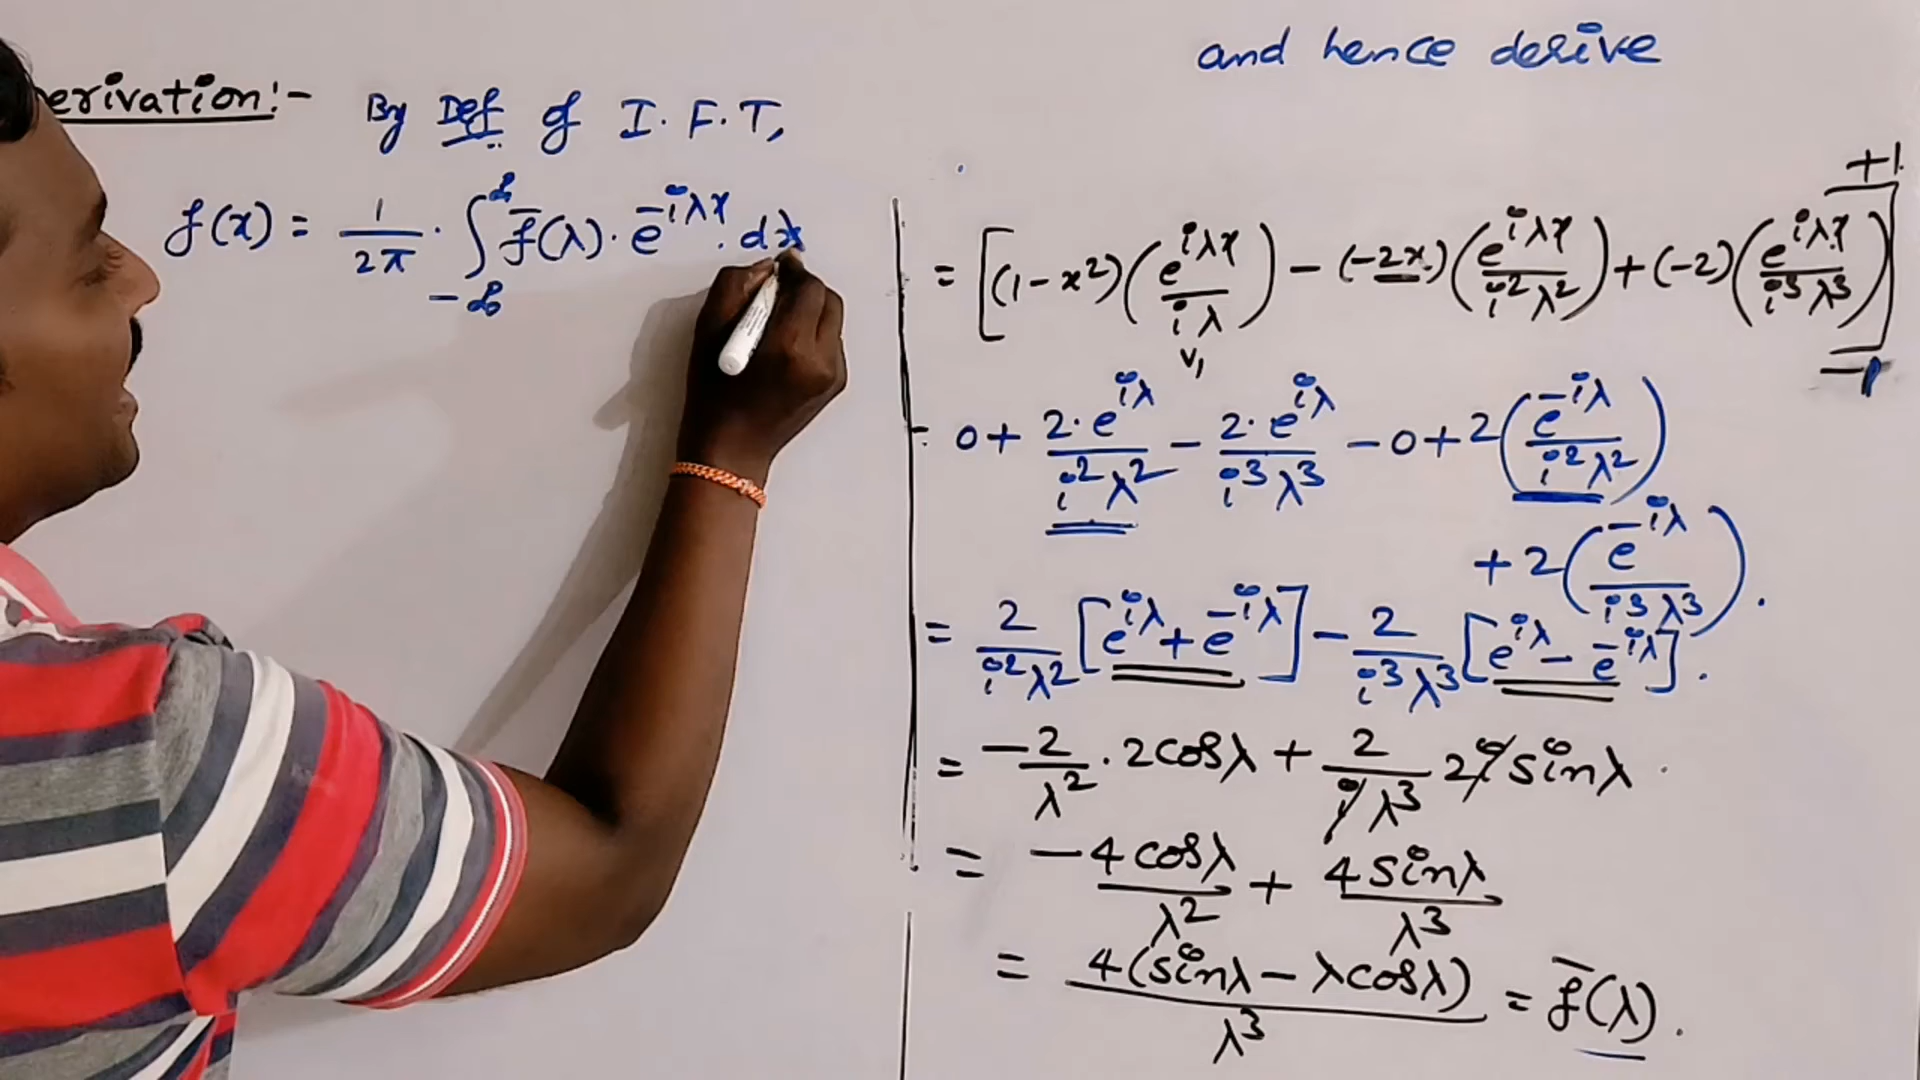 and hence derive
erivation:- By Def of I.F.T,
f(x) = 1/2π · ∫_{-∞}^{∞} f̄(λ) · e^{-iλx} · dλ
= [(1-x²)(e^{iλx}/iλ) - (-2x)(e^{iλx}/i²λ²) + (-2)(e^{iλx}/i³λ³)]_{-1}^{+1}
v₁
= 0 + 2·e^{iλ}/i²λ² - 2·e^{iλ}/i³λ³ - 0 + 2(e^{-iλ}/i²λ²)
+ 2(e^{-iλ}/i³λ³).
= 2/i²λ² [e^{iλ} + e^{-iλ}] - 2/i³λ³ [e^{iλ} - e^{-iλ}].
= -2/λ² · 2cosλ + 2/iλ³ 2i sinλ
= -4cosλ/λ² + 4sinλ/λ³
= 4(sinλ - λcosλ)/λ³ = f̄(λ).